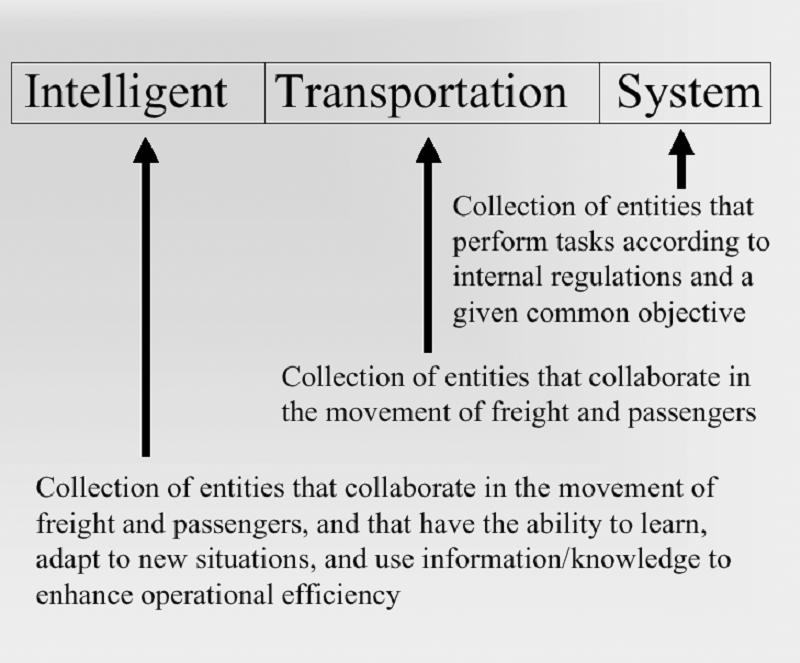 Intelligent Transportation System
Collection of entities that
perform tasks according to
internal regulations and a
given common objective
Collection of entities that collaborate in
the movement of freight and passengers
Collection of entities that collaborate in the movement of
freight and passengers, and that have the ability to learn,
adapt to new situations, and use information/knowledge to
enhance operational efficiency